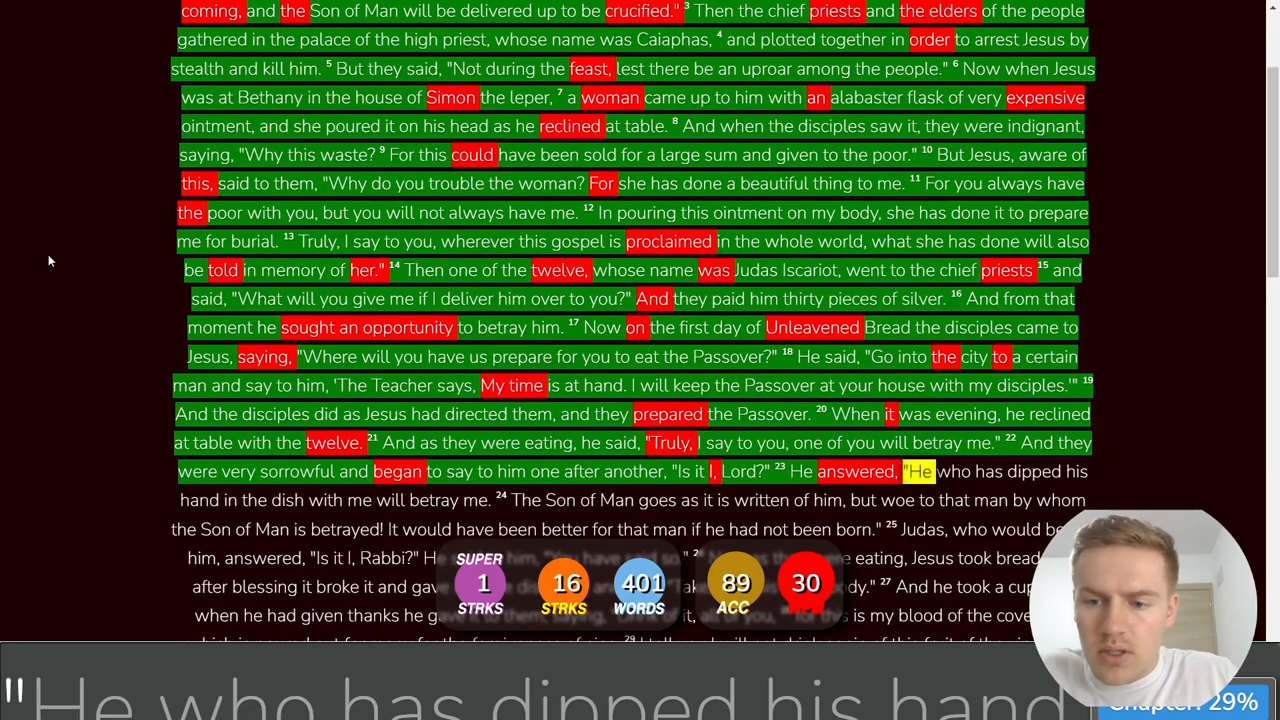 coming, and the Son of Man will be delivered up to be crucified." 3 Then the chief priests and the elders of the people
gathered in the palace of the high priest, whose name was Caiaphas, 4 and plotted together in order to arrest Jesus by
stealth and kill him. 5 But they said, "Not during the feast, lest there be an uproar among the people." 6 Now when Jesus
was at Bethany in the house of Simon the leper, 7 a woman came up to him with an alabaster flask of very expensive
ointment, and she poured it on his head as he reclined at table. 8 And when the disciples saw it, they were indignant,
saying, "Why this waste? 9 For this could have been sold for a large sum and given to the poor." 10 But Jesus, aware of
this, said to them, "Why do you trouble the woman? For she has done a beautiful thing to me. 11 For you always have
the poor with you, but you will not always have me. 12 In pouring this ointment on my body, she has done it to prepare
me for burial. 13 Truly, I say to you, wherever this gospel is proclaimed in the whole world, what she has done will also
be told in memory of her." 14 Then one of the twelve, whose name was Judas Iscariot, went to the chief priests 15 and
said, "What will you give me if I deliver him over to you?" And they paid him thirty pieces of silver. 16 And from that
moment he sought an opportunity to betray him. 17 Now on the first day of Unleavened Bread the disciples came to
Jesus, saying, "Where will you have us prepare for you to eat the Passover?" 18 He said, "Go into the city to a certain
man and say to him, 'The Teacher says, My time is at hand. I will keep the Passover at your house with my disciples.'" 19
And the disciples did as Jesus had directed them, and they prepared the Passover. 20 When it was evening, he reclined
at table with the twelve. 21 And as they were eating, he said, "Truly, I say to you, one of you will betray me." 22 And they
were very sorrowful and began to say to him one after another, "Is it I, Lord?" 23 He answered, "He who has dipped his
hand in the dish with me will betray me. 24 The Son of Man goes as it is written of him, but woe to that man by whom
the Son of Man is betrayed! It would have been better for that man if he had not been born." 25 Judas, who would
him, answered, "Is it I, Rabbi?" He eating, Jesus took bread
after blessing it broke it and gave 27 And he took a
when he had given thanks he is my blood of the
SUPER
1
STRKS
16
STRKS
401
WORDS
89
ACC
30
"He who has dipped his hand
Chapter: 29%